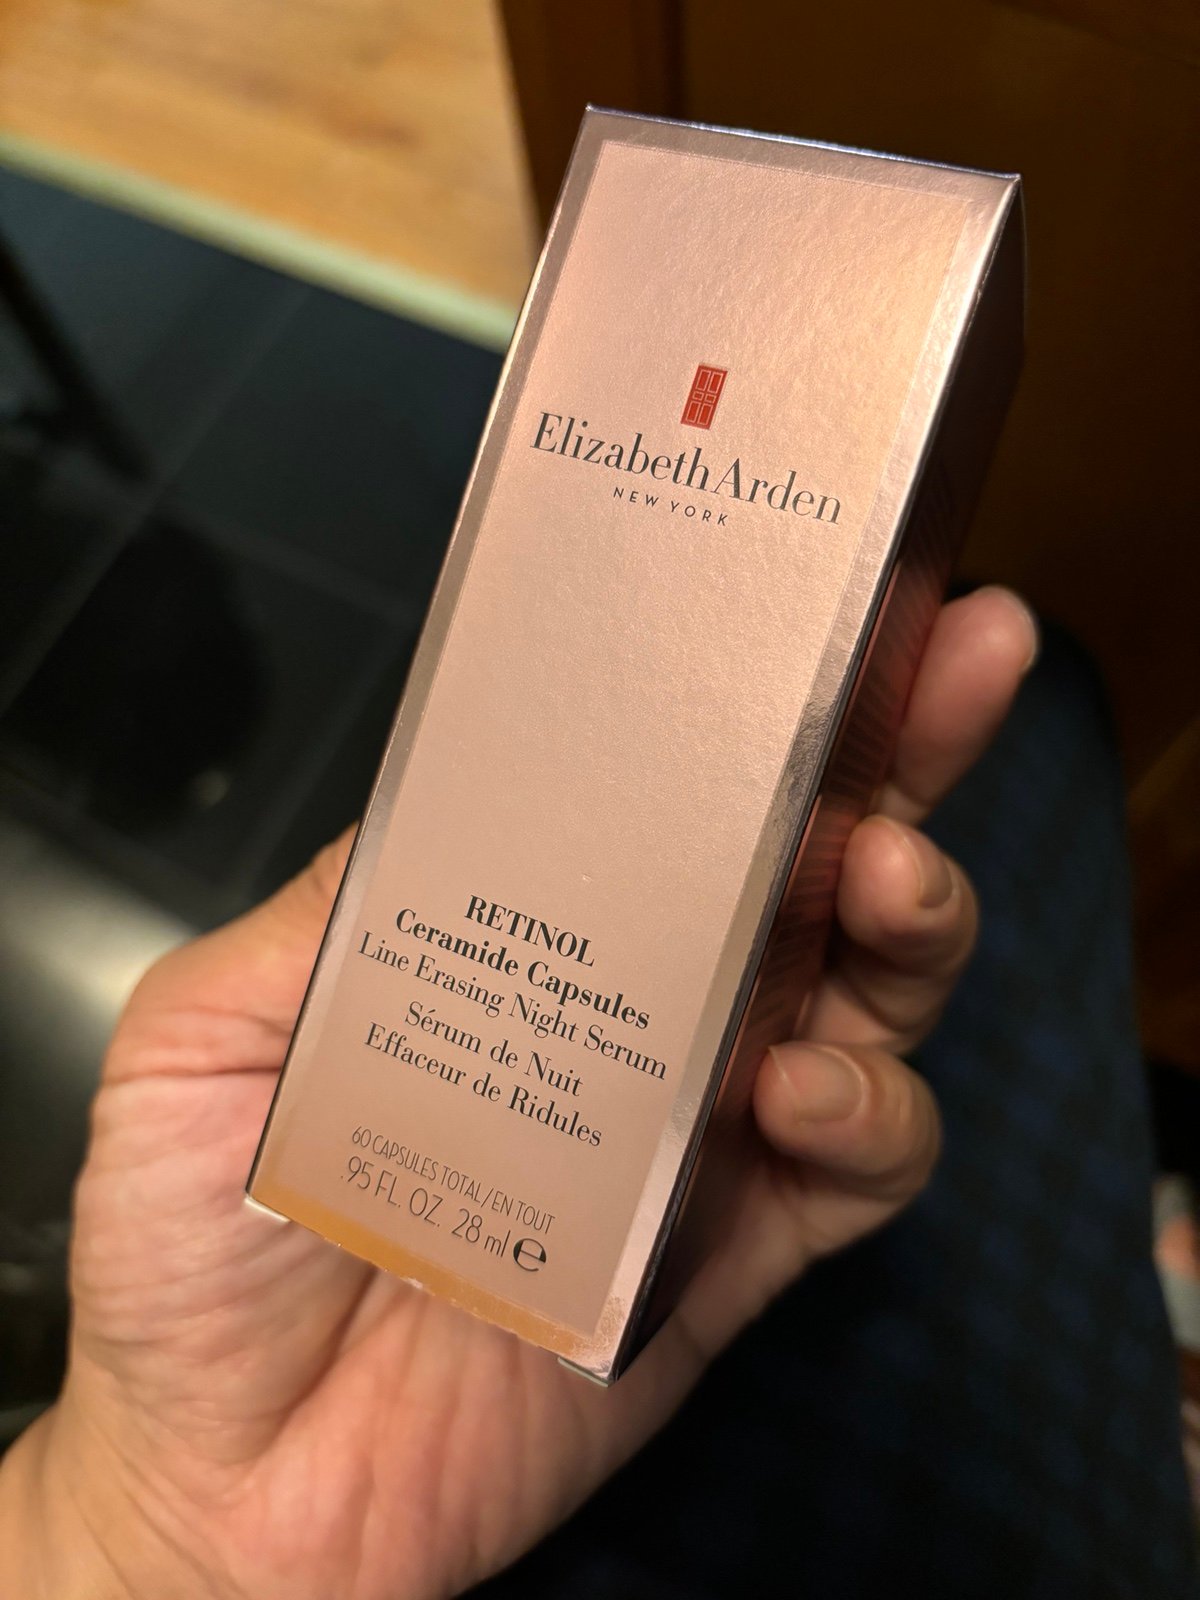 Elizabeth Arden
NEW YORK
RETINOL
Ceramide Capsules
Line Erasing Night Serum
Sérum de Nuit
Effaceur de Ridules
60 CAPSULES TOTAL/EN TOUT
.95 FL. OZ. 28 ml ℮